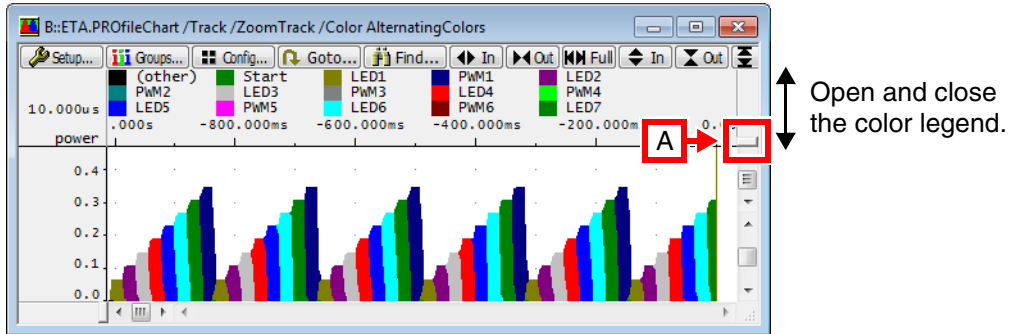 B::ETA.PROfileChart /Track /ZoomTrack /Color AlternatingColors
Setup... Groups... Config... Goto... Find... In Out Full In Out
(other) Start LED1 PWM1 LED2
PWM2 LED3 PWM3 LED4 PWM4
10.000us LED5 PWM5 LED6 PWM6 LED7
.000s -800.000ms -600.000ms -400.000ms -200.000m 0.0
power
A
Open and close
the color legend.
0.4
0.3
0.2
0.1
0.0